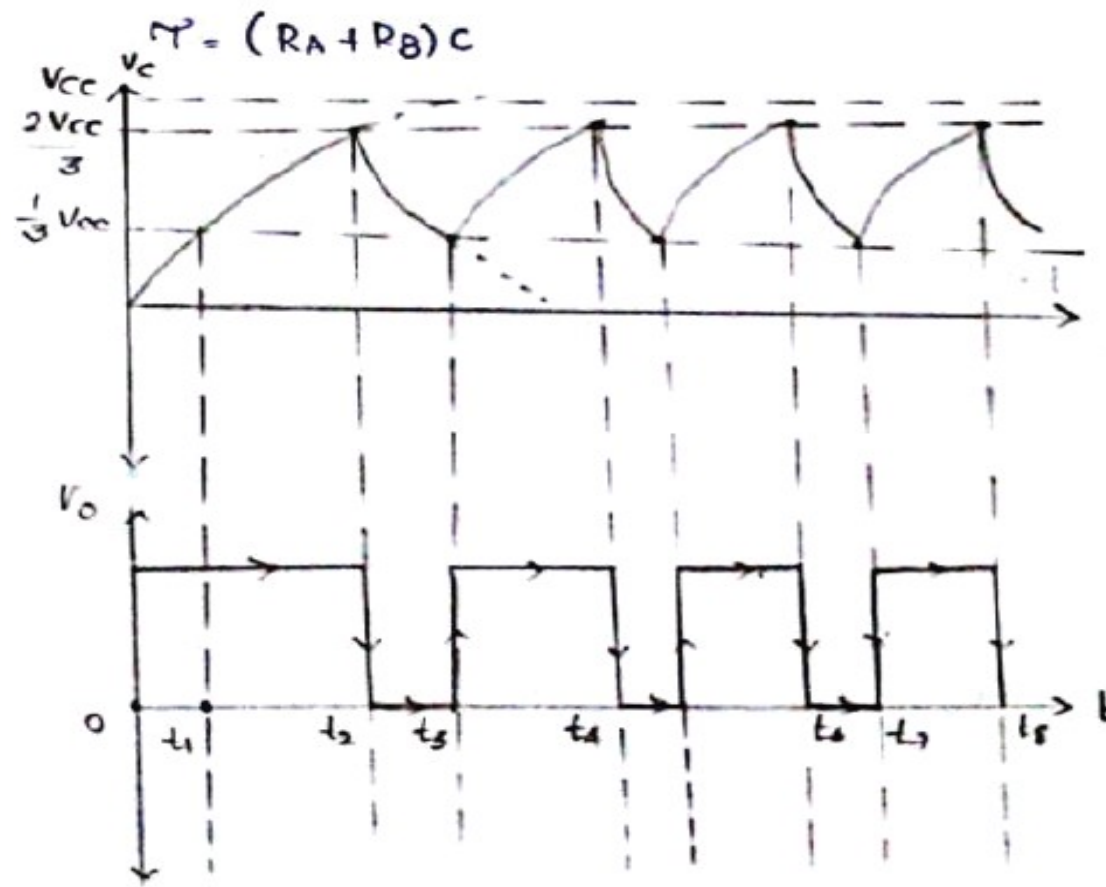 τ = (RA + RB) C
VCC
VC
2VCC
3
1
3
VCC
V0
0
t1
t2
t3
t4
t6
t7
t8
t